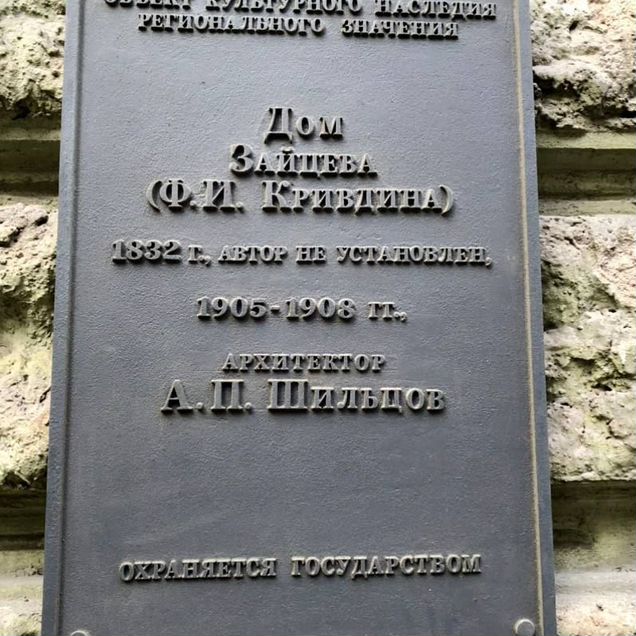 ОБЪЕКТ КУЛЬТУРНОГО НАСЛЕДИЯ
РЕГИОНАЛЬНОГО ЗНАЧЕНИЯ
ДОМ
ЗАЙЦЕВА
(Ф.И. КРИВДИНА)
1832 Г., АВТОР НЕ УСТАНОВЛЕН,
1905-1908 ГГ.,
АРХИТЕКТОР
А.П. ШИЛЬЦОВ
ОХРАНЯЕТСЯ ГОСУДАРСТВОМ